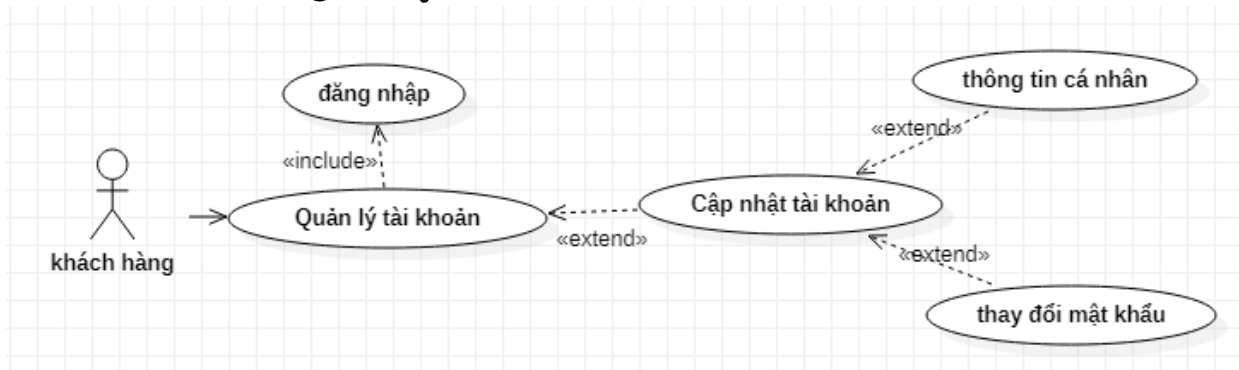 đăng nhập
thông tin cá nhân
«extend»
«include»
Quản lý tài khoản
Cập nhật tài khoản
«extend»
«extend»
khách hàng
thay đổi mật khẩu